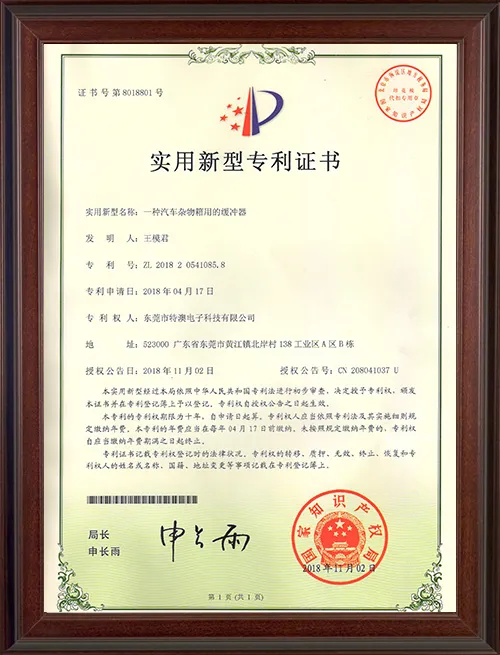 证书号第8018801号
实用新型专利证书
实用新型名称：一种汽车杂物箱用的缓冲器
发明人：王模君
专利号：ZL 2018 2 0541085.8
专利申请日：2018年04月17日
专利权人：东莞市特澳电子科技有限公司
地址：523000 广东省东莞市黄江镇北岸村138工业区A区B栋
授权公告日：2018年11月02日 授权公告号：CN 208041037 U
本实用新型经过本局依照中华人民共和国专利法进行初步审查，决定授予专利权，颁发
本证书并在专利登记簿上予以登记，专利权自授权公告之日起生效。
本专利的专利权期限为十年，自申请日起算。专利权人应当依照专利法及其实施细则规
定缴纳年费。本专利的年费应当在每年04月17日前缴纳。未按照规定缴纳年费的，专利权
自应当缴纳年费期满之日起终止。
专利证书记载专利权登记时的法律状况。专利权的转移、质押、无效、终止、恢复和专
利权人的姓名或名称、国籍、地址变更等事项记载在专利登记簿上。
局长
申长雨
申长雨
国家知识产权局
2018年11月02日
第1页(共1页)